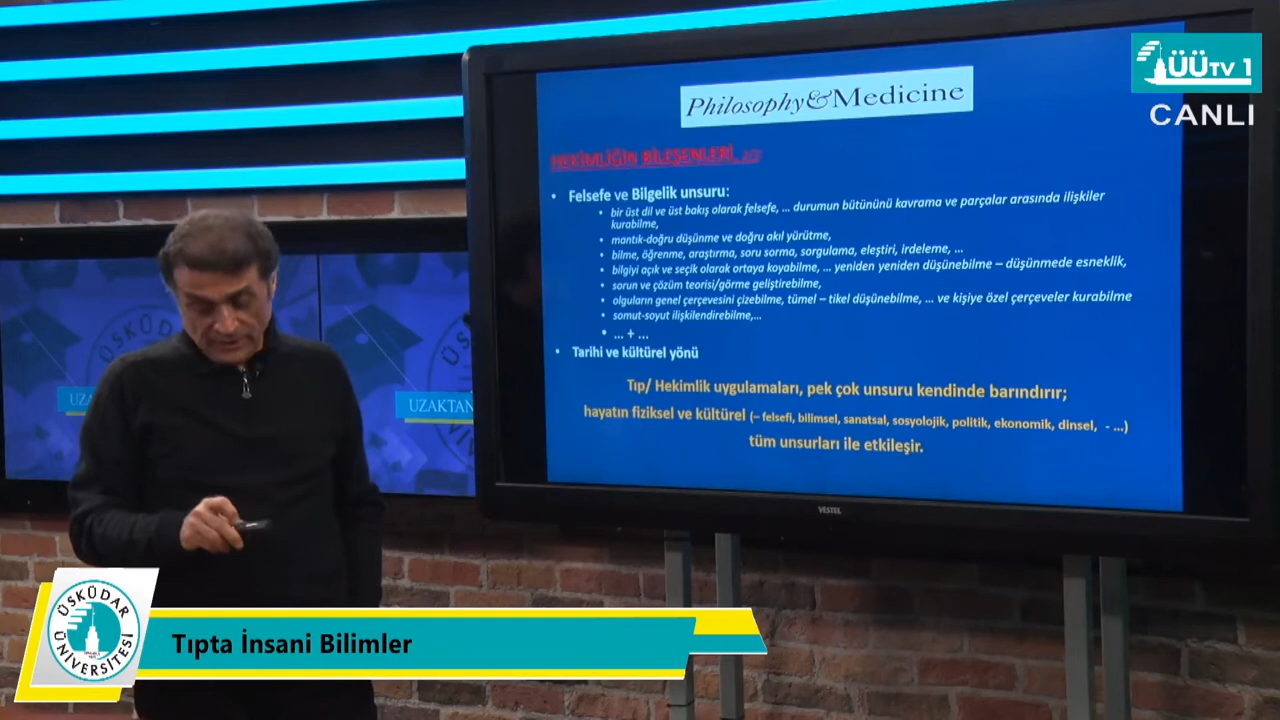 ÜÜTV 1
CANLI
Philosophy&Medicine
HEKİMLİĞİN BİLEŞENLERİ,
• Felsefe ve Bilgelik unsuru:
• bir üst dil ve üst bakış olarak felsefe, ... durumun bütününü kavrama ve parçalar arasında ilişkiler
kurabilme,
• mantık-doğru düşünme ve doğru akıl yürütme,
• bilme, öğrenme, araştırma, soru sorma, sorgulama, eleştiri, irdeleme, ...
• bilgiyi açık ve seçik olarak ortaya koyabilme, ... yeniden yeniden düşünebilme – düşünmede esneklik,
• sorun ve çözüm teorisi/görme geliştirebilme,
• olguların genel çerçevesini çizebilme, tümel – tikel düşünebilme, ... ve kişiye özel çerçeveler kurabilme
• somut-soyut ilişkilendirebilme,...
• ... + ...
• Tarihi ve kültürel yönü
Tıp/ Hekimlik uygulamaları, pek çok unsuru kendinde barındırır;
hayatın fiziksel ve kültürel (– felsefi, bilimsel, sanatsal, sosyolojik, politik, ekonomik, dinsel, - ...)
tüm unsurları ile etkileşir.
VESTEL
UZAKTAN
ÜSKÜDAR
ÜNİVERSİTESİ
Tıpta İnsani Bilimler